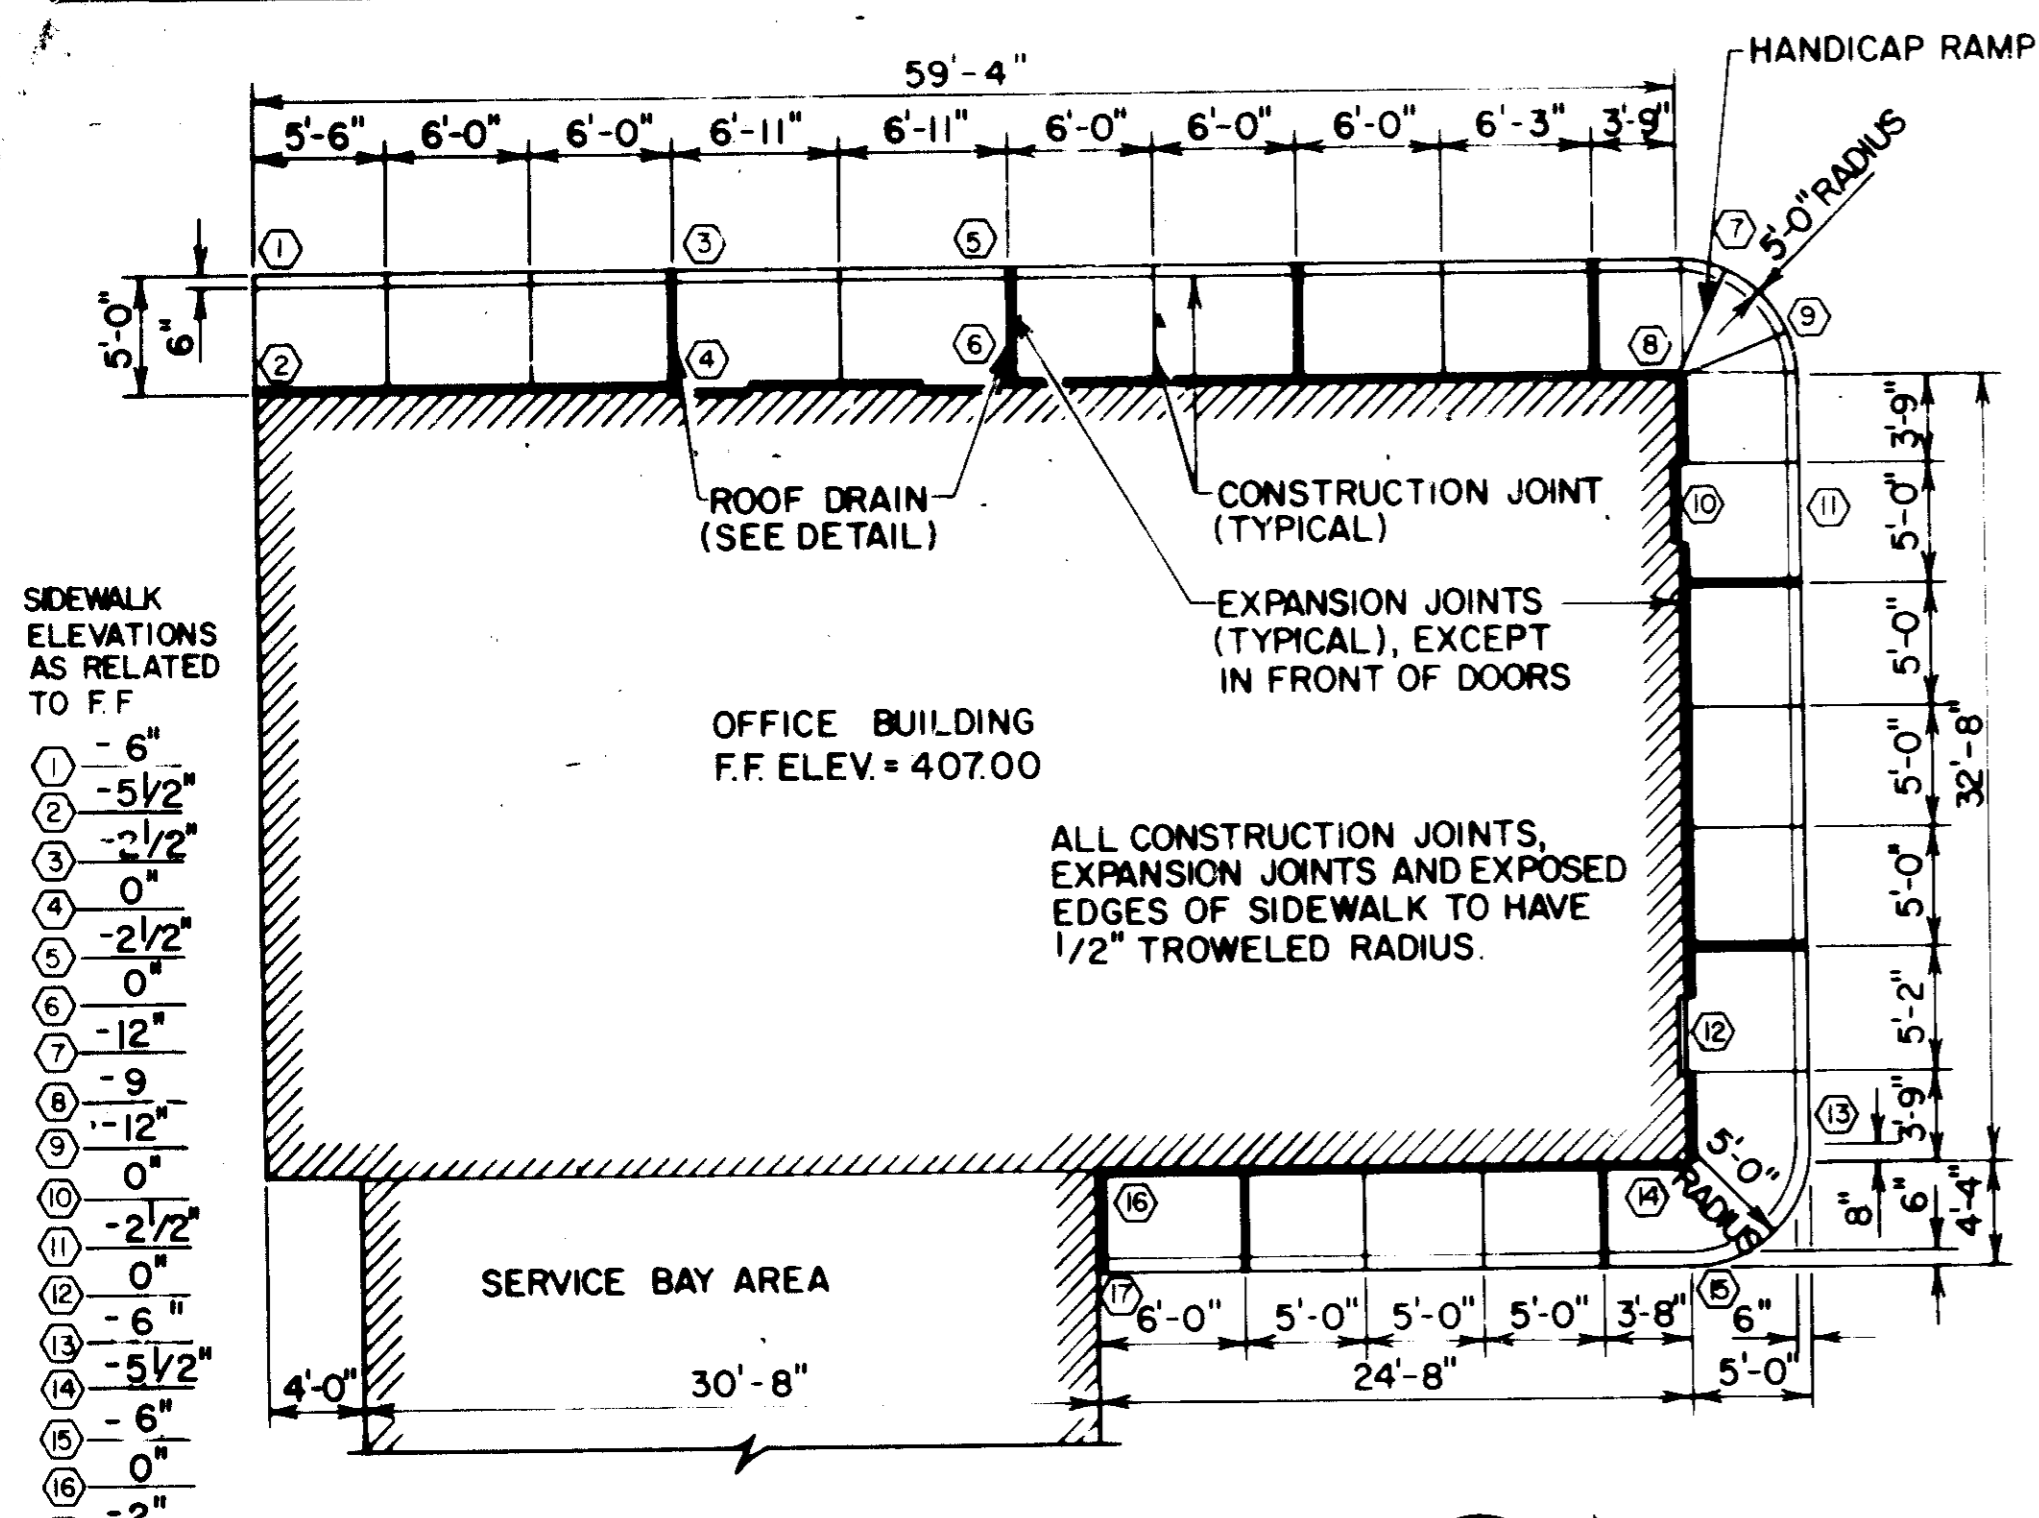 HANDICAP RAMP
59'-4"
5'-6" 6'-0" 6'-0" 6'-11" 6'-11" 6'-0" 6'-0" 6'-0" 6'-3" 3'-9"
5'-0" RADIUS
1 3 5 7
9
5'-0"
6"
2 4 6 8
3'-9"
ROOF DRAIN
(SEE DETAIL)
CONSTRUCTION JOINT
(TYPICAL)
10 11
5'-0"
EXPANSION JOINTS
(TYPICAL), EXCEPT
IN FRONT OF DOORS
5'-0"
SIDEWALK
ELEVATIONS
AS RELATED
TO F.F
OFFICE BUILDING
F.F. ELEV. = 407.00
5'-0"
32'-8"
ALL CONSTRUCTION JOINTS,
EXPANSION JOINTS AND EXPOSED
EDGES OF SIDEWALK TO HAVE
1/2" TROWELED RADIUS.
5'-0"
1 -6"
2 -5 1/2"
3 -2 1/2"
4 0"
5 -2 1/2"
6 0"
7 -12"
8 -9
9 -12"
10 0"
11 -2 1/2"
12 0"
13 -6"
14 -5 1/2"
15 -6"
16 0"
-2"
12
5'-2"
13
3'-9"
5'-0"
RADIUS
16 14
8" 6" 4'-4"
SERVICE BAY AREA
17 15
6'-0" 5'-0" 5'-0" 5'-0" 3'-8" 6"
4'-0" 30'-8" 24'-8" 5'-0"